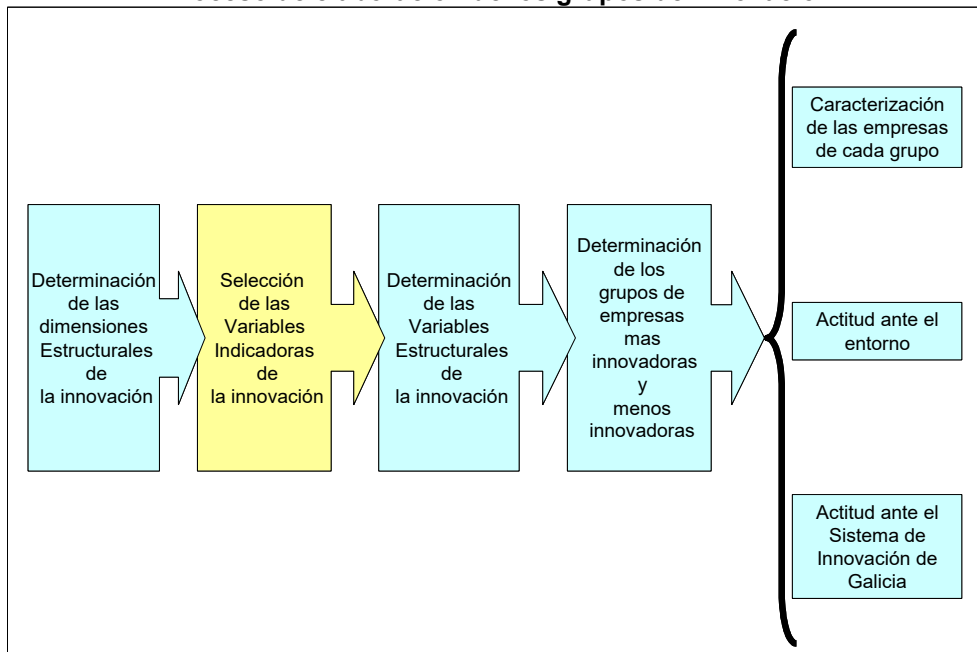 Determinación
de las
dimensiones
Estructurales
de
la innovación
Selección
de las
Variables
Indicadoras
de
la innovación
Determinación
de las
Variables
Estructurales
de
la innovación
Determinación
de los
grupos de
empresas
mas
innovadoras
y
menos
innovadoras
Caracterización
de las empresas
de cada grupo
Actitud ante el
entorno
Actitud ante el
Sistema de
Innovación de
Galicia